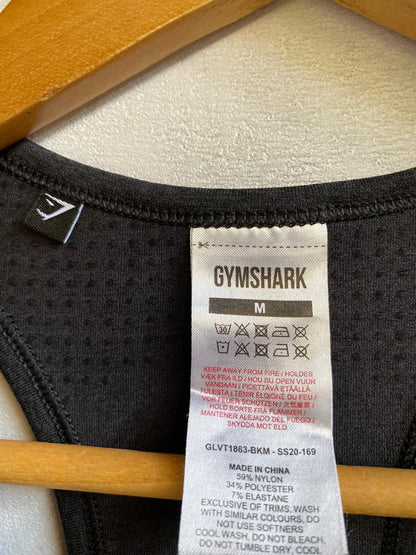 GYMSHARK
M
30
KEEP AWAY FROM FIRE / HOLDES
VÆK FRA ILD / HOU BIJ OPEN VUUR
VANDAAN / PIDETTÄVÄ ETÄÄLLÄ
TULESTA / TENIR ÉLOIGNÉ DU FEU /
VOR FEUER SCHÜTZEN / 火気厳禁 /
HOLD BORTE FRA FLAMMER /
MANTENER ALEJADO DEL FUEGO /
SKYDDA MOT ELD
GLVT1863-BKM - SS20-169
MADE IN CHINA
59% NYLON
34% POLYESTER
7% ELASTANE
EXCLUSIVE OF TRIMS. WASH
WITH SIMILAR COLOURS, DO
NOT USE SOFTNERS
COOL WASH, DO NOT BLEACH,
DO NOT TUMBLE DRY, COOL